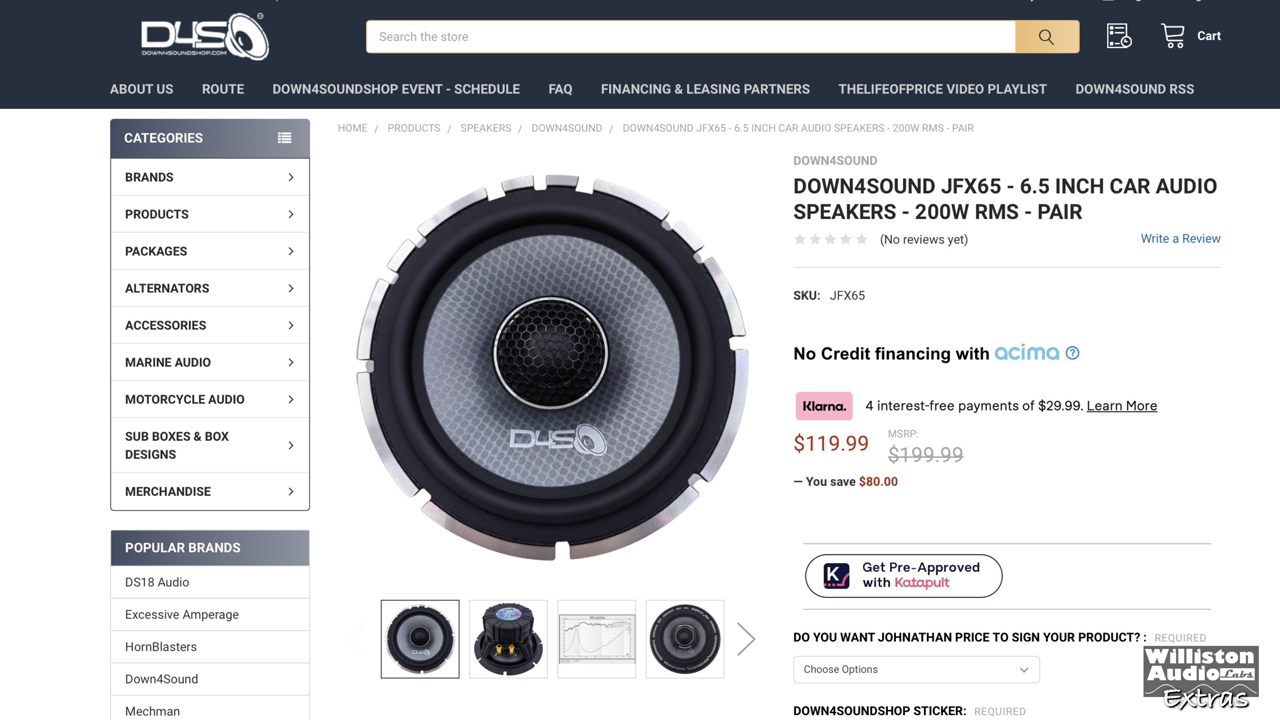 D4S
DOWN4SOUNDSHOP.COM
Search the store
Cart
ABOUT US
ROUTE
DOWN4SOUNDSHOP EVENT - SCHEDULE
FAQ
FINANCING & LEASING PARTNERS
THELIFEOFPRICE VIDEO PLAYLIST
DOWN4SOUND RSS
HOME / PRODUCTS / SPEAKERS / DOWN4SOUND / DOWN4SOUND JFX65 - 6.5 INCH CAR AUDIO SPEAKERS - 200W RMS - PAIR
CATEGORIES
BRANDS
PRODUCTS
PACKAGES
ALTERNATORS
ACCESSORIES
MARINE AUDIO
MOTORCYCLE AUDIO
SUB BOXES & BOX
DESIGNS
MERCHANDISE
POPULAR BRANDS
DS18 Audio
Excessive Amperage
HornBlasters
Down4Sound
Mechman
D4S
DOWN4SOUND
DOWN4SOUND JFX65 - 6.5 INCH CAR AUDIO
SPEAKERS - 200W RMS - PAIR
(No reviews yet)
Write a Review
SKU: JFX65
No Credit financing with acima
Klarna. 4 interest-free payments of $29.99. Learn More
MSRP:
$119.99 $199.99
— You save $80.00
K Get Pre-Approved
with Katapult
DO YOU WANT JOHNATHAN PRICE TO SIGN YOUR PRODUCT? : REQUIRED
Choose Options
DOWN4SOUNDSHOP STICKER: REQUIRED
Williston
Audio Labs
Extras